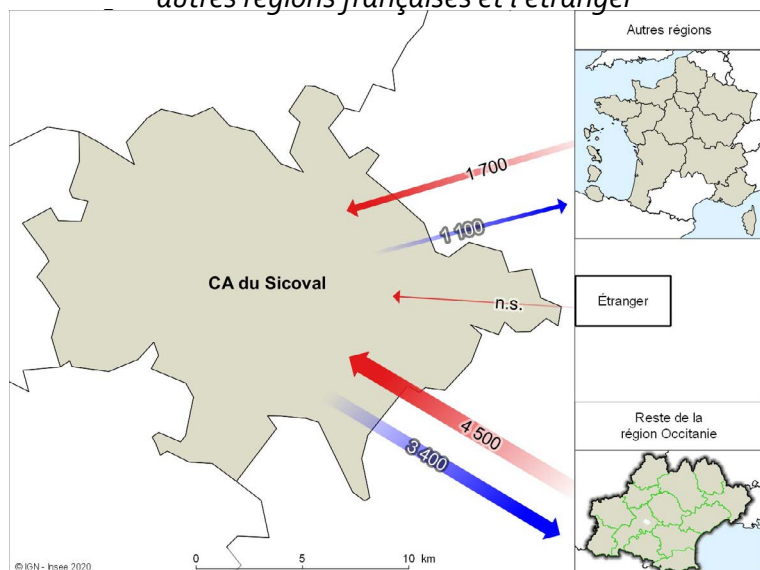 autres régions françaises et l'étranger
Autres régions
1 700
1 100
CA du Sicoval
n.s.
Étranger
Reste de la
région Occitanie
4 500
3 400
© IGN - Insee 2020
0 5 10 km